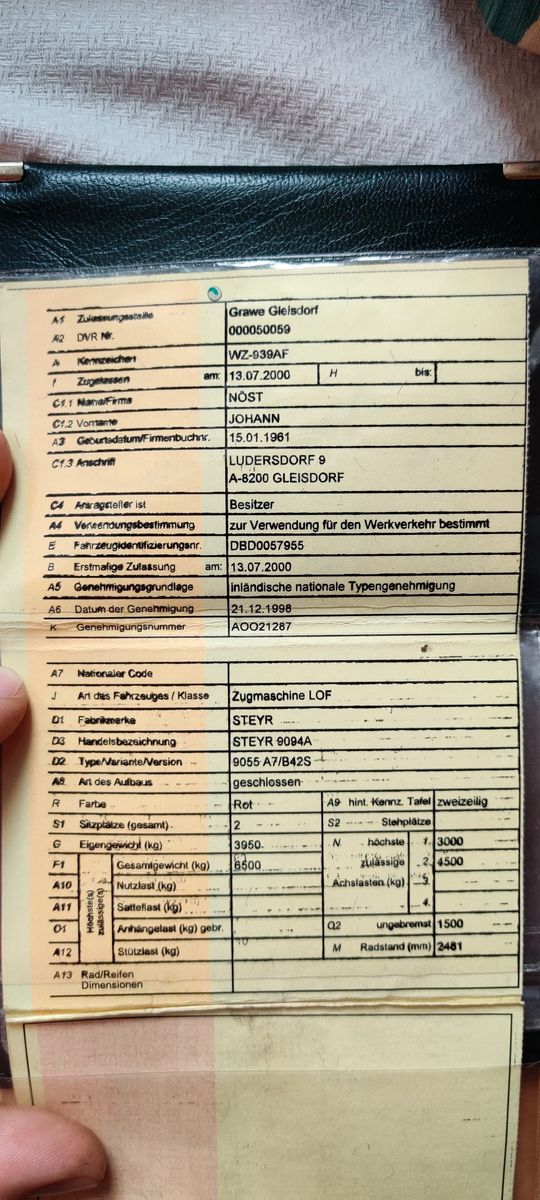 A1 Zulassungsstelle Grawe Gleisdorf
A2 DVR Nr. 000050059
A Kennzeichen WZ-939AF
I Zugelassen am: 13.07.2000 H bis:
C1.1 Name/Firma NÖST
C1.2 Vorname JOHANN
A3 Geburtsdatum/Firmenbuchnr. 15.01.1961
C1.3 Anschrift LUDERSDORF 9
A-8200 GLEISDORF
C4 Antragsteller ist Besitzer
A4 Verwendungsbestimmung zur Verwendung für den Werkverkehr bestimmt
E Fahrzeugidentifizierungsnr. DBD0057955
B Erstmalige Zulassung am: 13.07.2000
A5 Genehmigungsgrundlage inländische nationale Typengenehmigung
A6 Datum der Genehmigung 21.12.1998
K Genehmigungsnummer AOO21287
A7 Nationaler Code
J Art des Fahrzeuges / Klasse Zugmaschine LOF
D1 Fabrikmarke STEYR
D3 Handelsbezeichnung STEYR 9094A
D2 Type/Variante/Version 9055 A7/B42S
A8 Art des Aufbaus geschlossen
R Farbe Rot A9 hint. Kennz. Tafel zweizeilig
S1 Sitzplätze (gesamt) 2 S2 Stehplätze
G Eigengewicht (kg) 3950 N höchste 1. 3000
Höchste(s) zulässige(s)
F1 Gesamtgewicht (kg) 6500 zulässige 2. 4500
A10 Nutzlast (kg) Achslasten (kg) 3.
A11 Sattellast (kg) 4.
O1 Anhängelast (kg) gebr. O2 ungebremst 1500
A12 Stützlast (kg) M Radstand (mm) 2481
A13 Rad/Reifen
Dimensionen